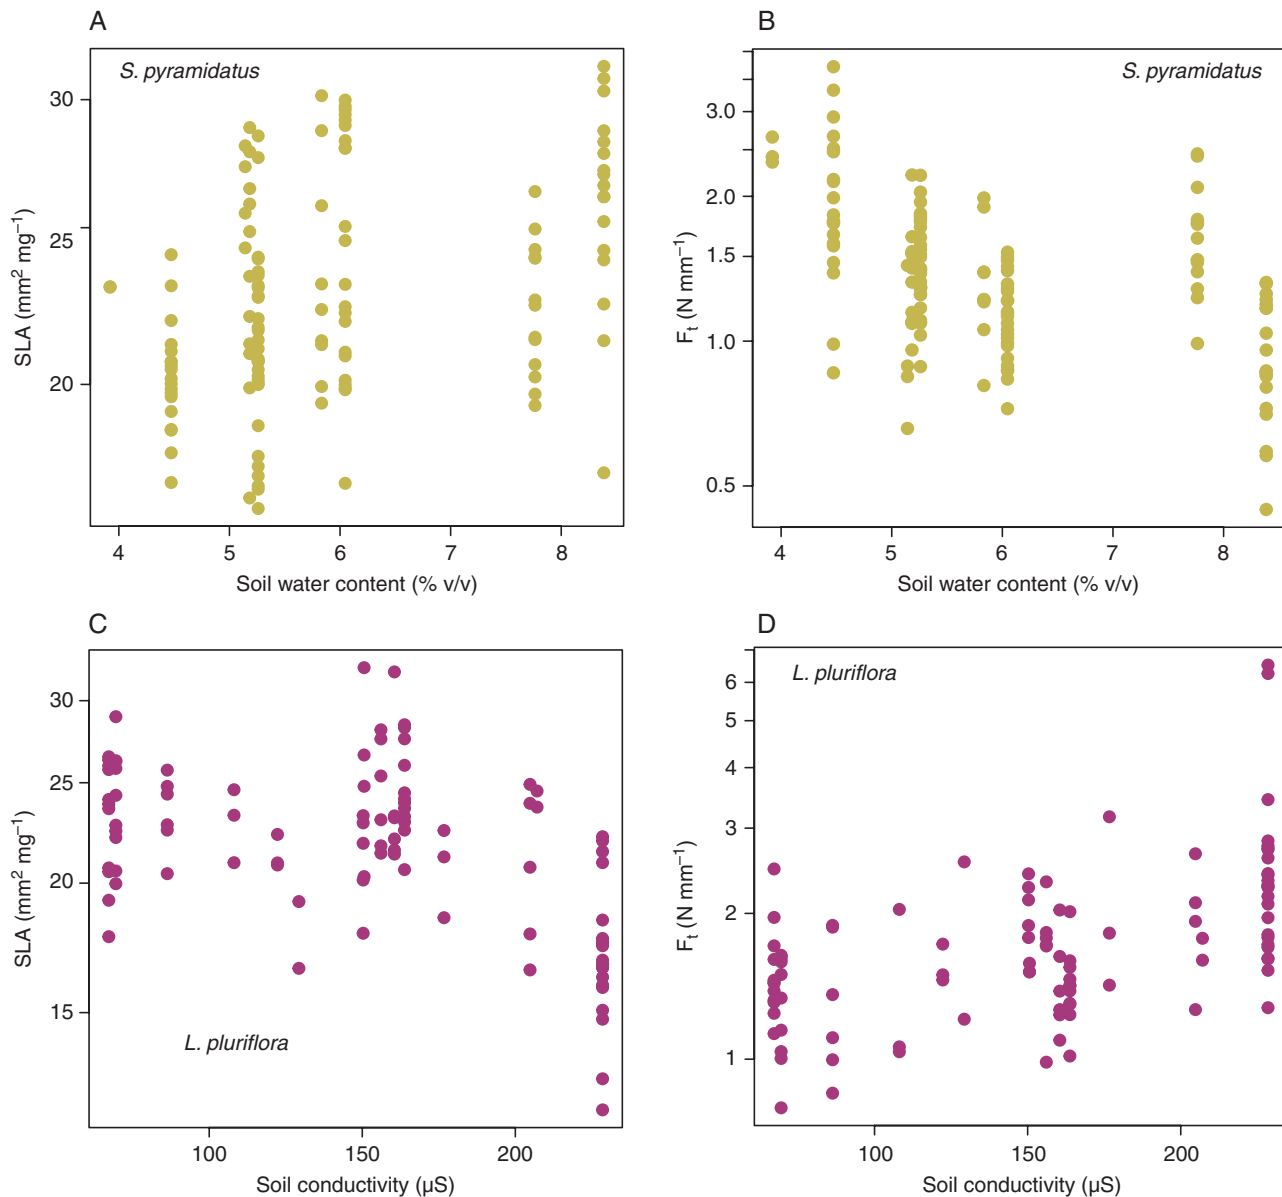 A
S. pyramidatus
30
25
20
SLA (mm² mg⁻¹)
4 5 6 7 8
Soil water content (% v/v)
B
S. pyramidatus
3.0
2.0
1.5
1.0
0.5
Fₜ (N mm⁻¹)
4 5 6 7 8
Soil water content (% v/v)
C
30
25
20
15
SLA (mm² mg⁻¹)
L. pluriflora
100 150 200
Soil conductivity (µS)
D
L. pluriflora
6
5
4
3
2
1
Fₜ (N mm⁻¹)
100 150 200
Soil conductivity (µS)